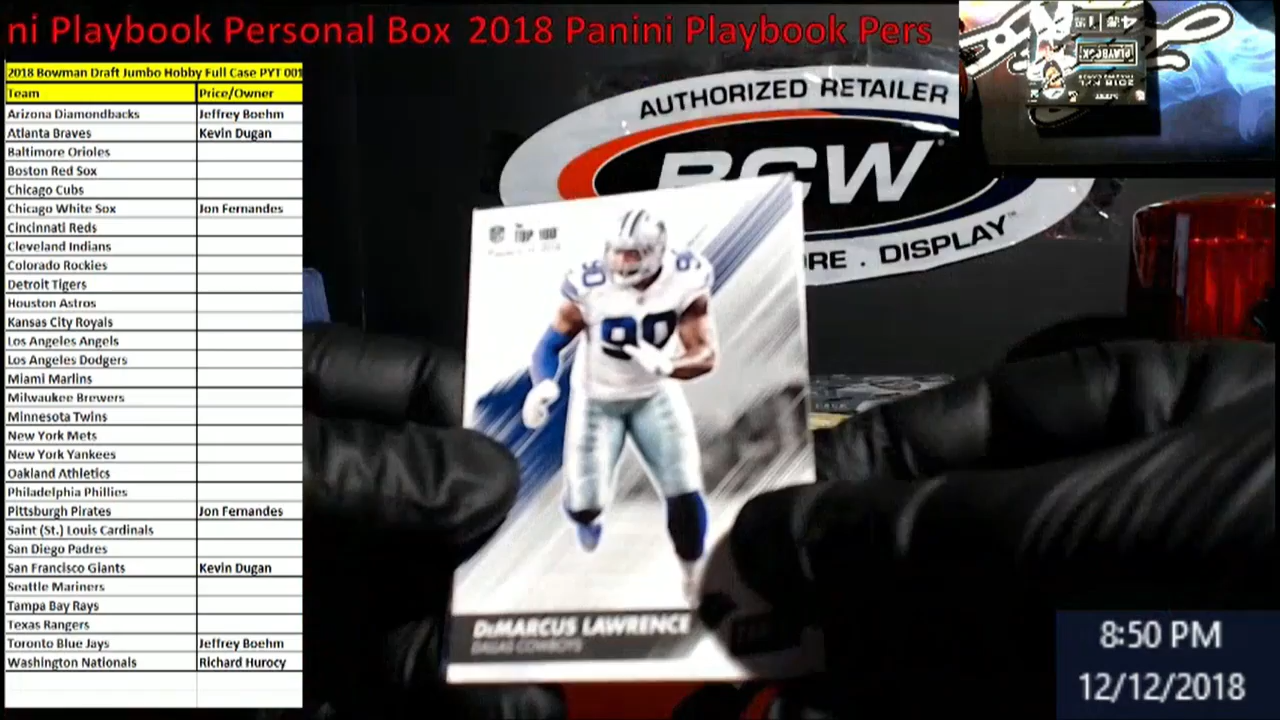 ni Playbook Personal Box 2018 Panini Playbook Pers
2018 Bowman Draft Jumbo Hobby Full Case PYT 001
Team Price/Owner
Arizona Diamondbacks Jeffrey Boehm
Atlanta Braves Kevin Dugan
Baltimore Orioles
Boston Red Sox
Chicago Cubs
Chicago White Sox Jon Fernandes
Cincinnati Reds
Cleveland Indians
Colorado Rockies
Detroit Tigers
Houston Astros
Kansas City Royals
Los Angeles Angels
Los Angeles Dodgers
Miami Marlins
Milwaukee Brewers
Minnesota Twins
New York Mets
New York Yankees
Oakland Athletics
Philadelphia Phillies
Pittsburgh Pirates Jon Fernandes
Saint (St.) Louis Cardinals
San Diego Padres
San Francisco Giants Kevin Dugan
Seattle Mariners
Tampa Bay Rays
Texas Rangers
Toronto Blue Jays Jeffrey Boehm
Washington Nationals Richard Hurocy
AUTHORIZED RETAILER
BCW
RE . DISPLAY™
TOP 100
90
90
90
DeMARCUS LAWRENCE
DALLAS COWBOYS
PLAYBOOK
8:50 PM
12/12/2018